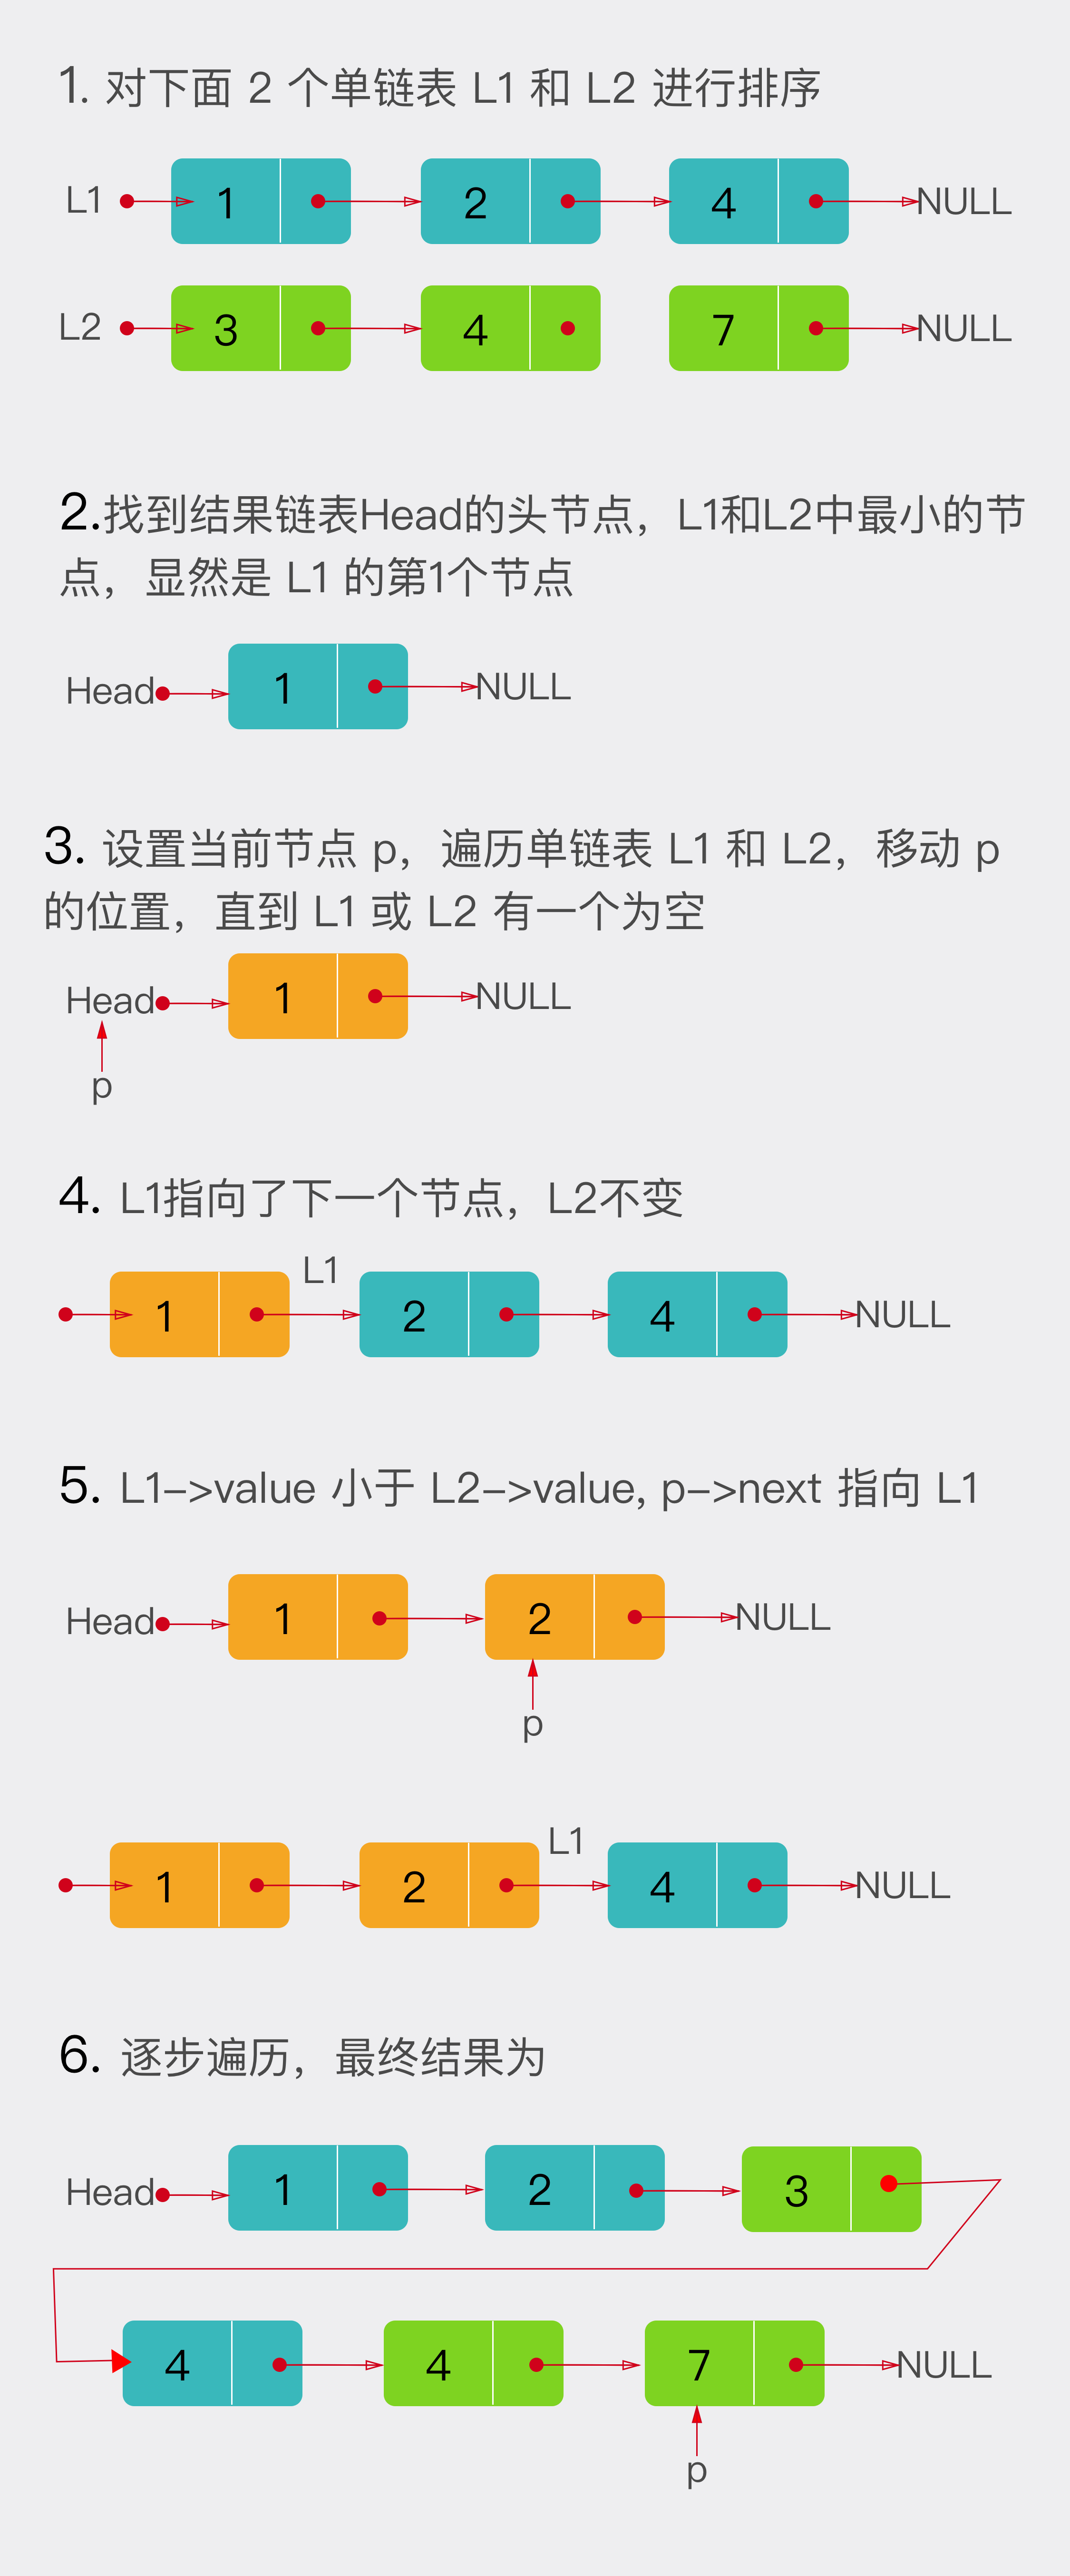 1. 对下面 2 个单链表 L1 和 L2 进行排序
L1 1 2 4 NULL
L2 3 4 7 NULL
2.找到结果链表Head的头节点，L1和L2中最小的节
点，显然是 L1 的第1个节点
Head 1 NULL
3. 设置当前节点 p，遍历单链表 L1 和 L2，移动 p
的位置，直到 L1 或 L2 有一个为空
Head 1 NULL
p
4. L1指向了下一个节点，L2不变
L1
1 2 4 NULL
5. L1->value 小于 L2->value, p->next 指向 L1
Head 1 2 NULL
p
L1
1 2 4 NULL
6. 逐步遍历，最终结果为
Head 1 2 3
4 4 7 NULL
p